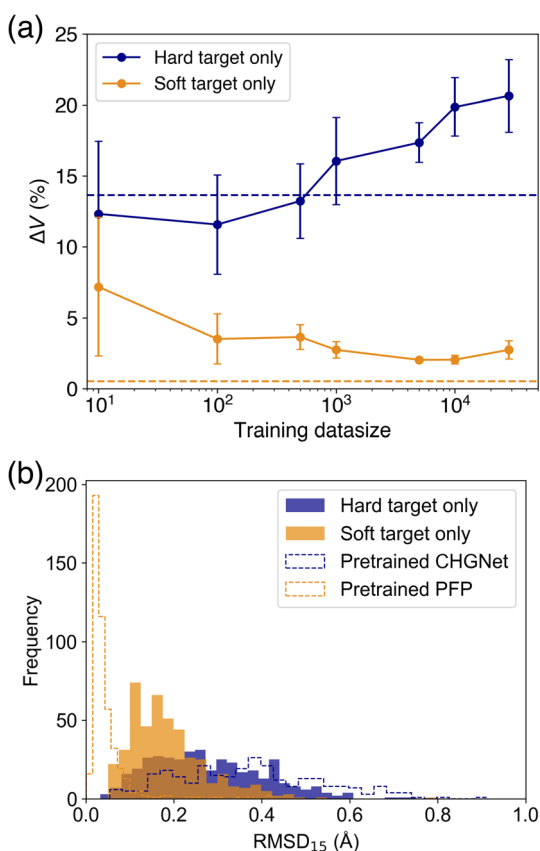 (a)
25
20
15
10
5
0
ΔV (%)
Hard target only
Soft target only
10¹
10²
10³
10⁴
Training datasize
(b)
200
150
100
50
0
Frequency
Hard target only
Soft target only
Pretrained CHGNet
Pretrained PFP
0.0
0.2
0.4
0.6
0.8
1.0
RMSD₁₅ (Å)